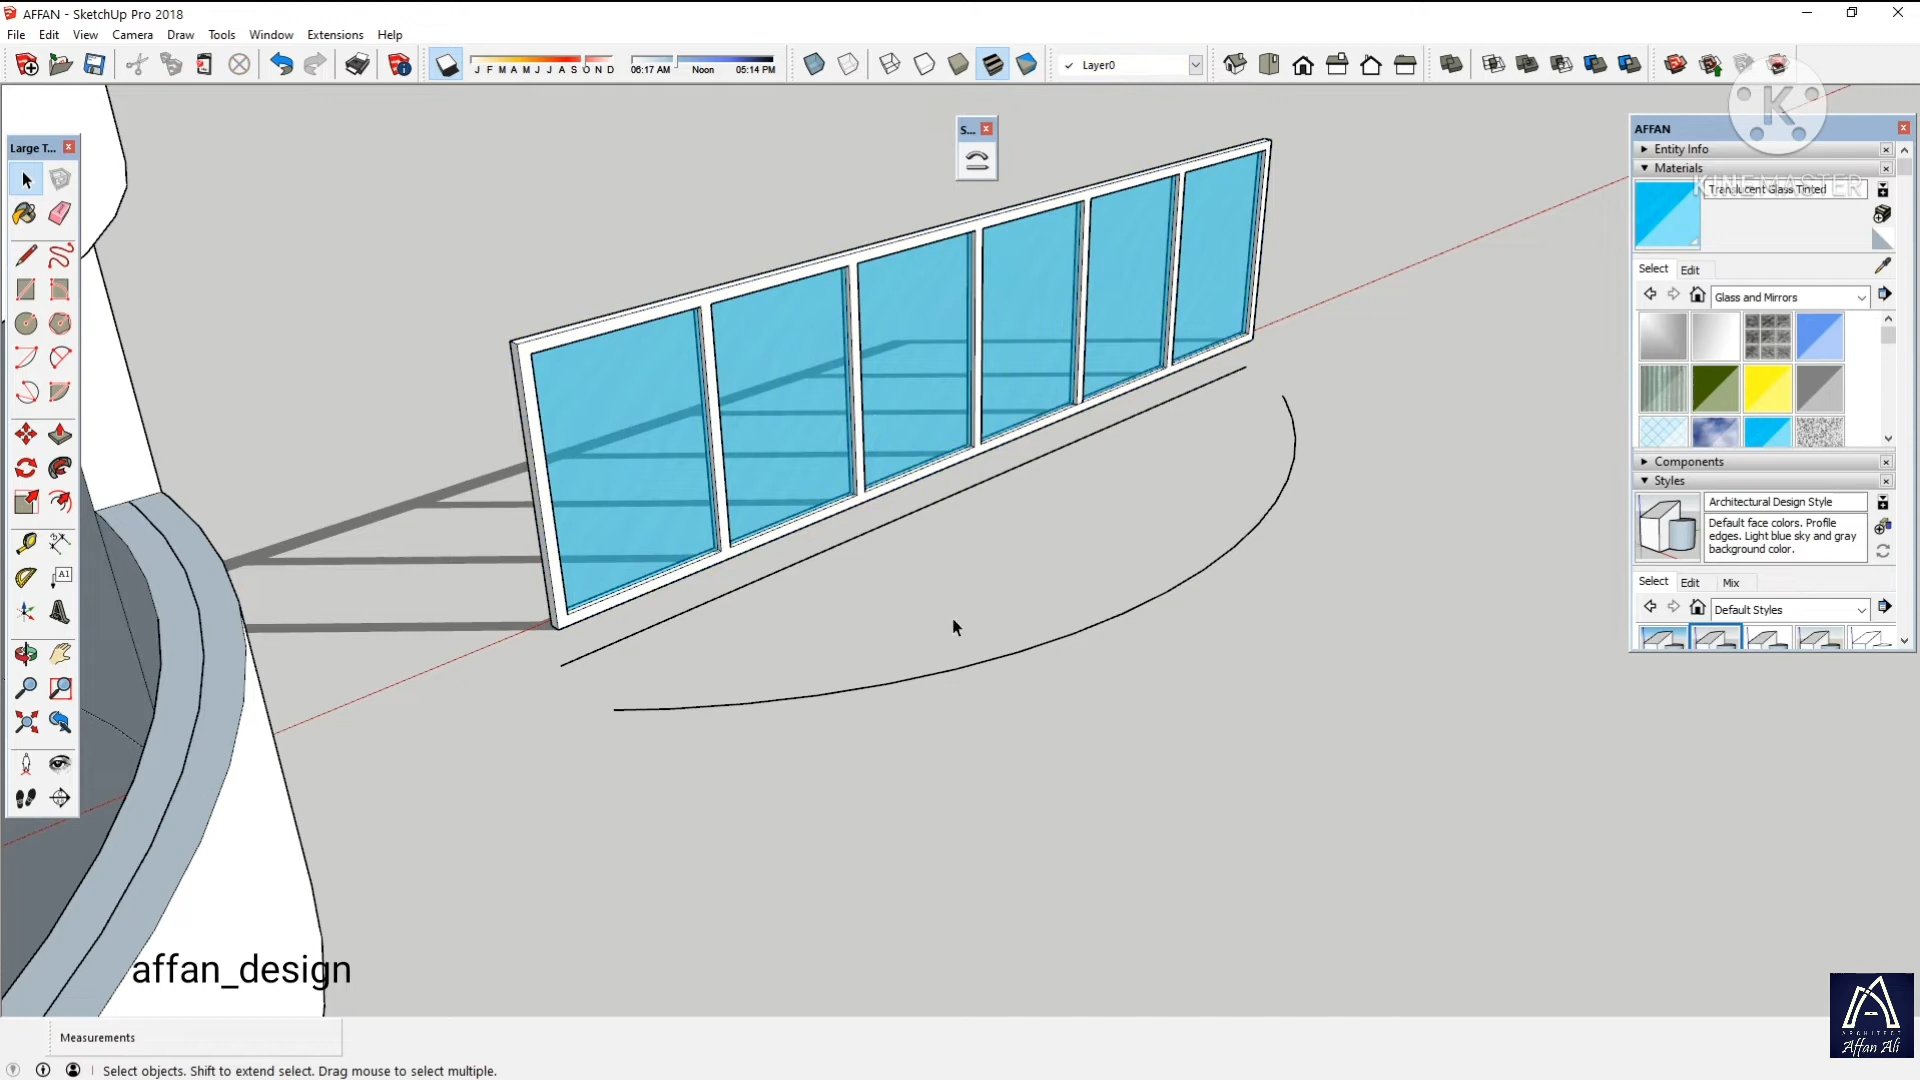 AFFAN - SketchUp Pro 2018
File Edit View Camera Draw Tools Window Extensions Help
J F M A M J J A S O N D 06:17 AM Noon 05:14 PM Layer0
S...
Large T...
A1
K
KINEMASTER
AFFAN
Entity Info
Materials
Translucent Glass Tinted
Select Edit
Glass and Mirrors
Components
Styles
Architectural Design Style
Default face colors. Profile
edges. Light blue sky and gray
background color.
Select Edit Mix
Default Styles
affan_design
ARCHITECT
Affan Ali
Measurements
Select objects. Shift to extend select. Drag mouse to select multiple.